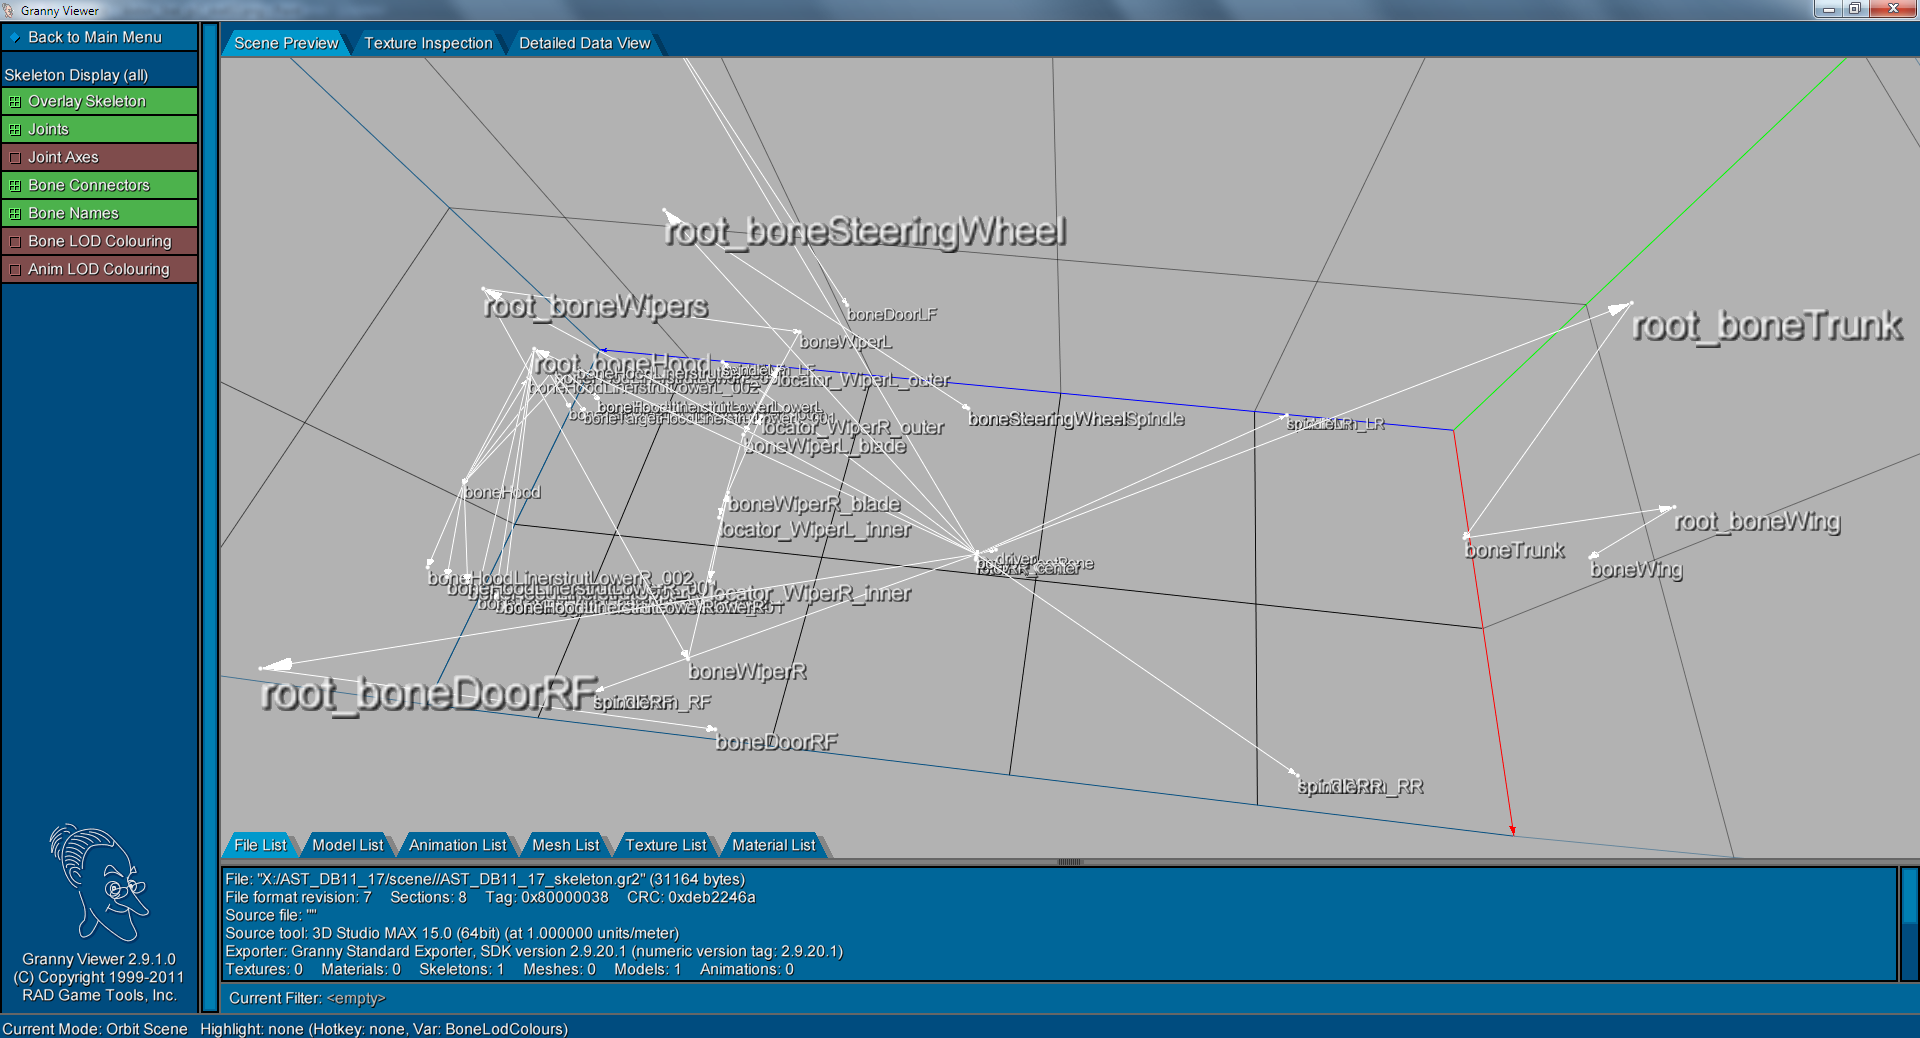 Granny Viewer
Back to Main Menu
Skeleton Display (all)
Overlay Skeleton
Joints
Joint Axes
Bone Connectors
Bone Names
Bone LOD Colouring
Anim LOD Colouring
Granny Viewer 2.9.1.0
(C) Copyright 1999-2011
RAD Game Tools, Inc.
Scene Preview
Texture Inspection
Detailed Data View
root_boneSteeringWheel
root_boneWipers
boneDoorLF
root_boneTrunk
boneWiperL
root_boneHood
locator_WiperL_outer
boneSteeringWheelSpindle
locator_WiperR_outer
boneWiperL_blade
boneHood
boneWiperR_blade
root_boneWing
locator_WiperL_inner
boneTrunk
driver
boneWing
boneHoodLinerstrutLowerR_002
locator_WiperR_inner
boneWiperR
root_boneDoorRF
boneDoorRF
File List
Model List
Animation List
Mesh List
Texture List
Material List
File: "X:/AST_DB11_17/scene//AST_DB11_17_skeleton.gr2" (31164 bytes)
File format revision: 7 Sections: 8 Tag: 0x80000038 CRC: 0xdeb2246a
Source file: ""
Source tool: 3D Studio MAX 15.0 (64bit) (at 1.000000 units/meter)
Exporter: Granny Standard Exporter, SDK version 2.9.20.1 (numeric version tag: 2.9.20.1)
Textures: 0 Materials: 0 Skeletons: 1 Meshes: 0 Models: 1 Animations: 0
Current Filter: <empty>
Current Mode: Orbit Scene Highlight: none (Hotkey: none, Var: BoneLodColours)